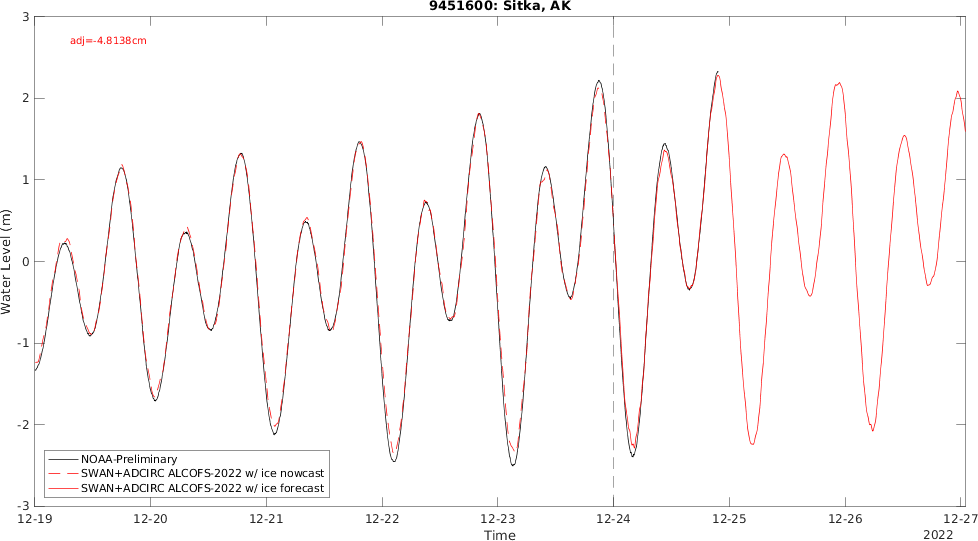 9451600: Sitka, AK
adj=-4.8138cm
3
2
1
0
-1
-2
-3
Water Level (m)
NOAA-Preliminary
SWAN+ADCIRC ALCOFS-2022 w/ ice nowcast
SWAN+ADCIRC ALCOFS-2022 w/ ice forecast
12-19 12-20 12-21 12-22 12-23 12-24 12-25 12-26 12-27
Time
2022